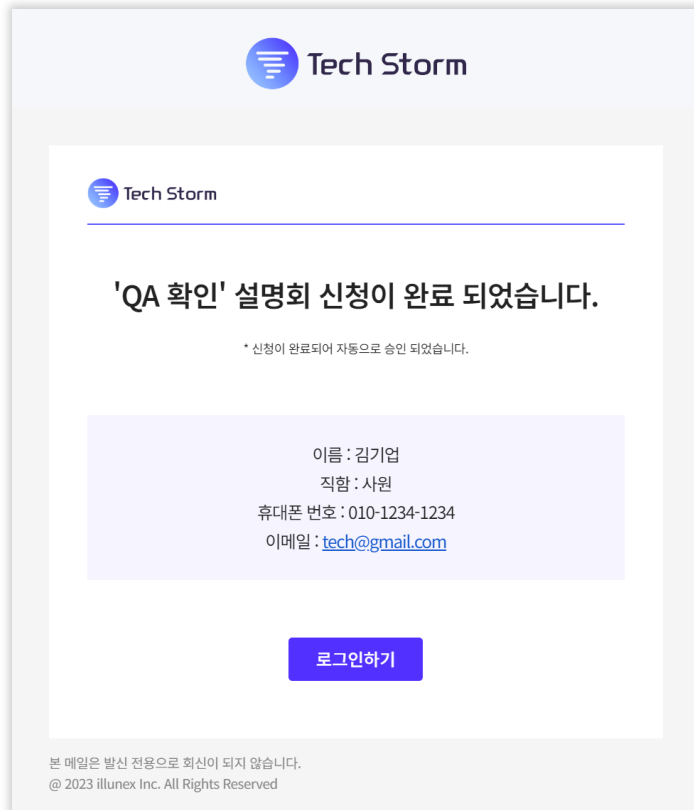 Tech Storm
Tech Storm
'QA 확인' 설명회 신청이 완료 되었습니다.
* 신청이 완료되어 자동으로 승인 되었습니다.
이름 : 김기업
직함 : 사원
휴대폰 번호 : 010-1234-1234
이메일 : tech@gmail.com
로그인하기
본 메일은 발신 전용으로 회신이 되지 않습니다.
@ 2023 illunex Inc. All Rights Reserved